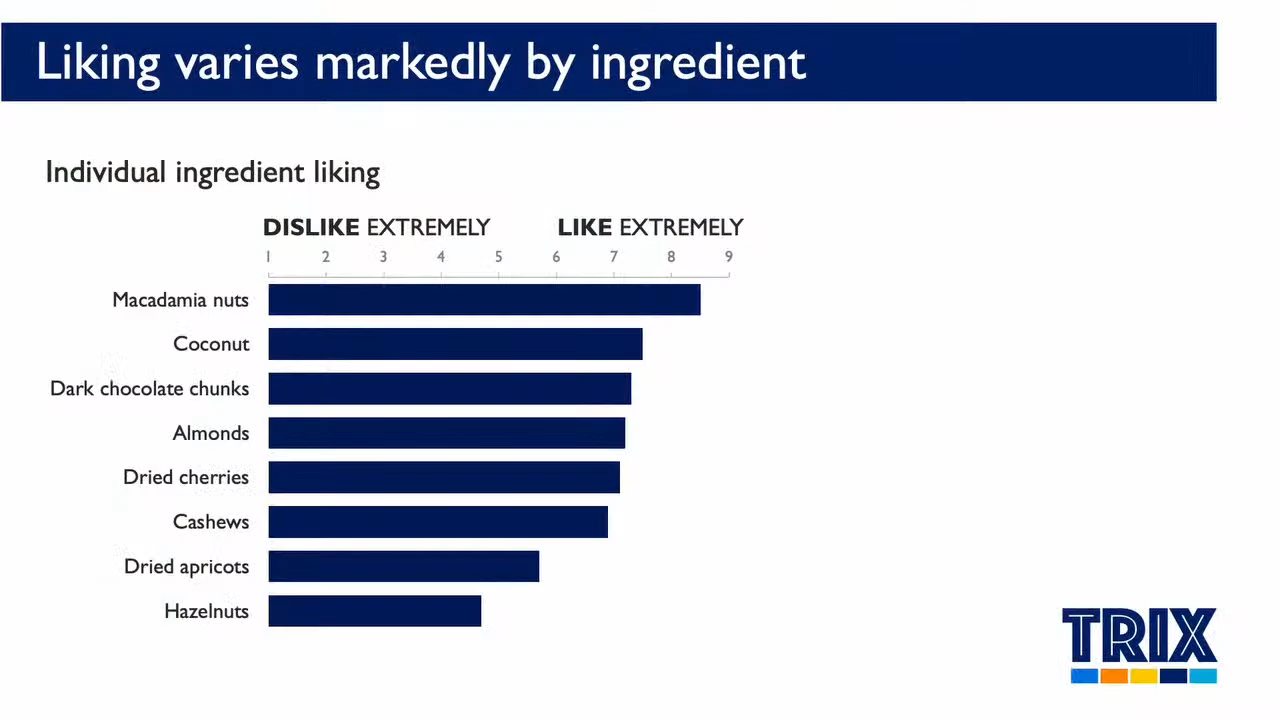 Liking varies markedly by ingredient
Individual ingredient liking
DISLIKE EXTREMELY LIKE EXTREMELY
1 2 3 4 5 6 7 8 9
Macadamia nuts
Coconut
Dark chocolate chunks
Almonds
Dried cherries
Cashews
Dried apricots
Hazelnuts
TRIX